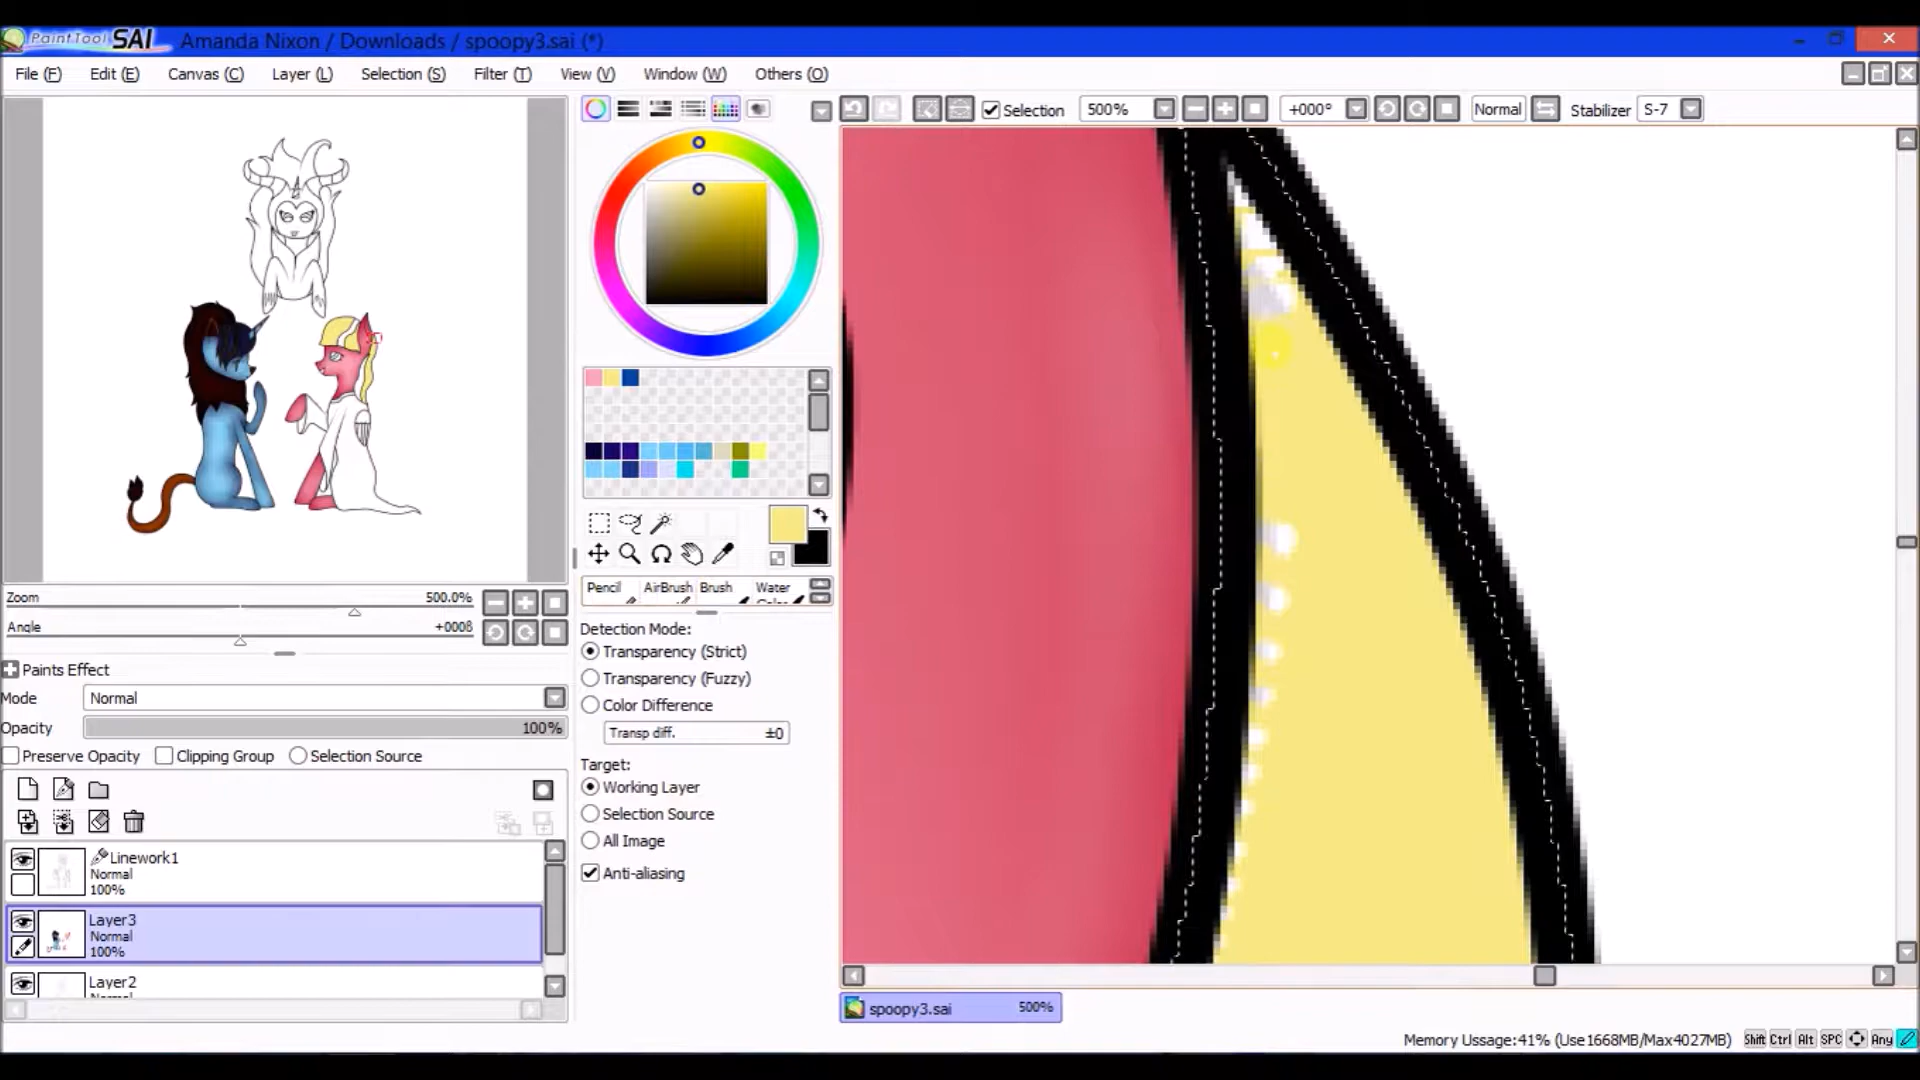 PaintTool SAI Amanda Nixon / Downloads / spoopy3.sai (*)
File (F) Edit (E) Canvas (C) Layer (L) Selection (S) Filter (T) View (V) Window (W) Others (O)
Selection 500% +000° Normal Stabilizer S-7
Zoom 500.0%
Angle +0008
Paints Effect
Mode Normal
Opacity 100%
Preserve Opacity Clipping Group Selection Source
Linework1
Normal
100%
Layer3
Normal
100%
Layer2
Normal
Pencil AirBrush Brush Water
Color
Detection Mode:
Transparency (Strict)
Transparency (Fuzzy)
Color Difference
Transp diff. ±0
Target:
Working Layer
Selection Source
All Image
Anti-aliasing
spoopy3.sai 500%
Memory Ussage:41% (Use1668MB/Max4027MB) Shift Ctrl Alt SPC Any